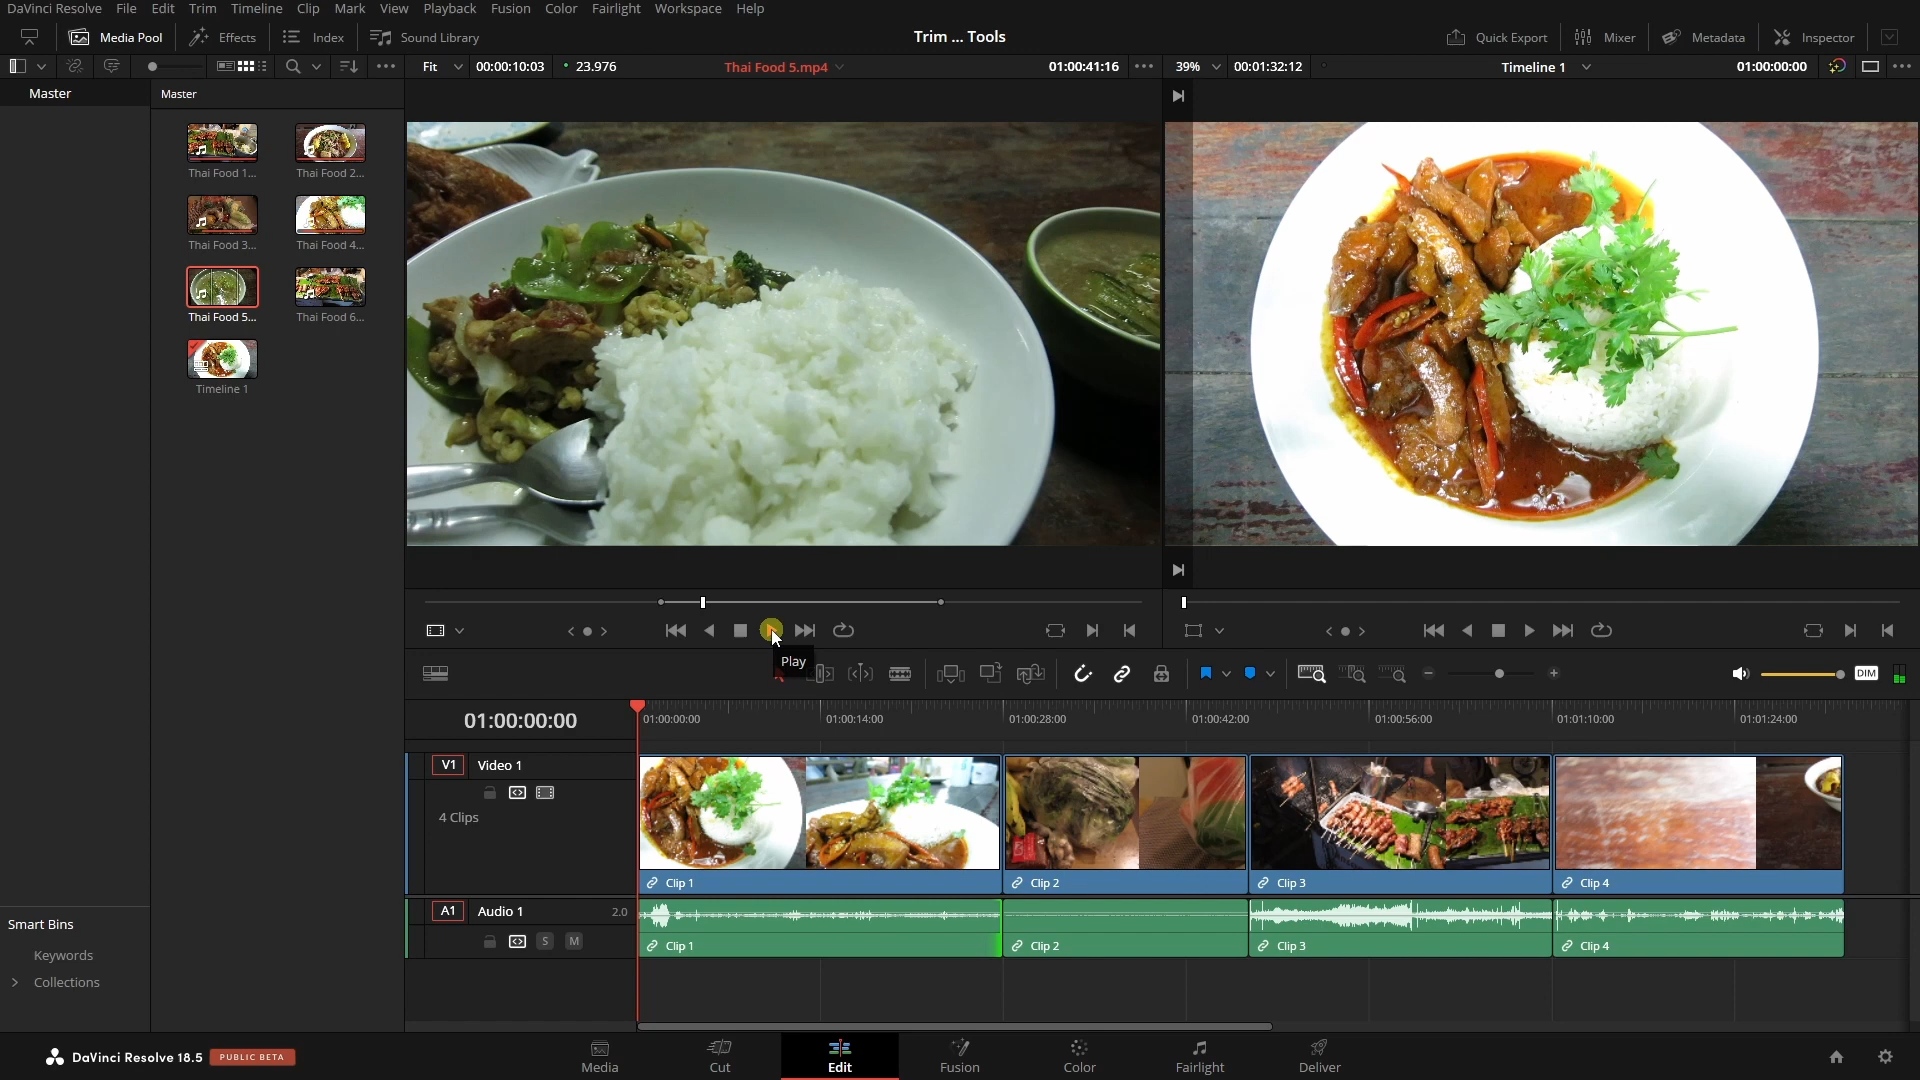 DaVinci Resolve File Edit Trim Timeline Clip Mark View Playback Fusion Color Fairlight Workspace Help
Media Pool Effects Index Sound Library Trim ... Tools Quick Export Mixer Metadata Inspector
Fit 00:00:10:03 23.976 Thai Food 5.mp4 01:00:41:16 39% 00:01:32:12 Timeline 1 01:00:00:00
Master Master
Thai Food 1... Thai Food 2...
Thai Food 3... Thai Food 4...
Thai Food 5... Thai Food 6...
Timeline 1
Play
DIM
01:00:00:00 01:00:00:00 01:00:14:00 01:00:28:00 01:00:42:00 01:00:56:00 01:01:10:00 01:01:24:00
V1 Video 1
4 Clips
Clip 1 Clip 2 Clip 3 Clip 4
A1 Audio 1 2.0
S M
Clip 1 Clip 2 Clip 3 Clip 4
Smart Bins
Keywords
Collections
DaVinci Resolve 18.5 PUBLIC BETA
Media Cut Edit Fusion Color Fairlight Deliver